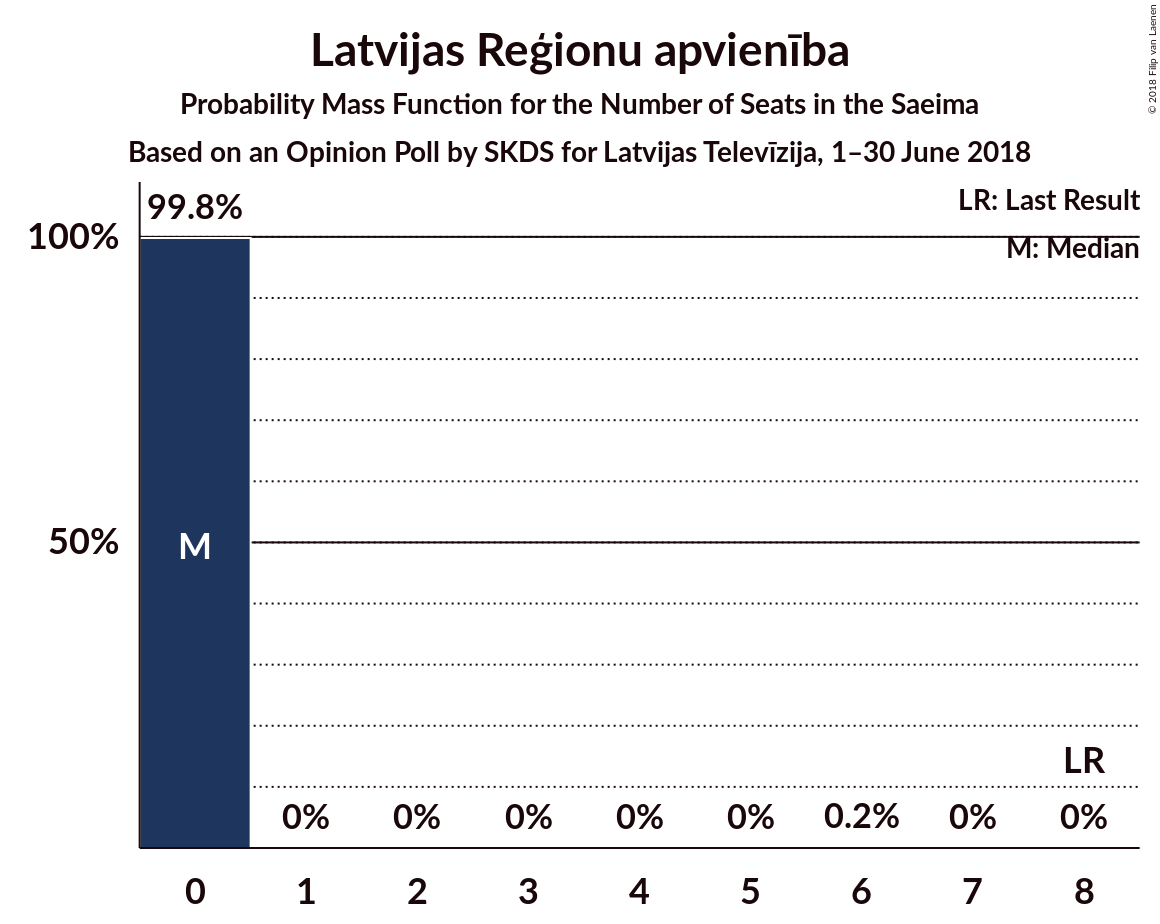 Latvijas Reģionu apvienība
Probability Mass Function for the Number of Seats in the Saeima
Based on an Opinion Poll by SKDS for Latvijas Televīzija, 1–30 June 2018
© 2018 Filip van Laenen
LR: Last Result
M: Median
99.8%
100%
50%
M
LR
0% 0% 0% 0% 0% 0.2% 0% 0%
0 1 2 3 4 5 6 7 8